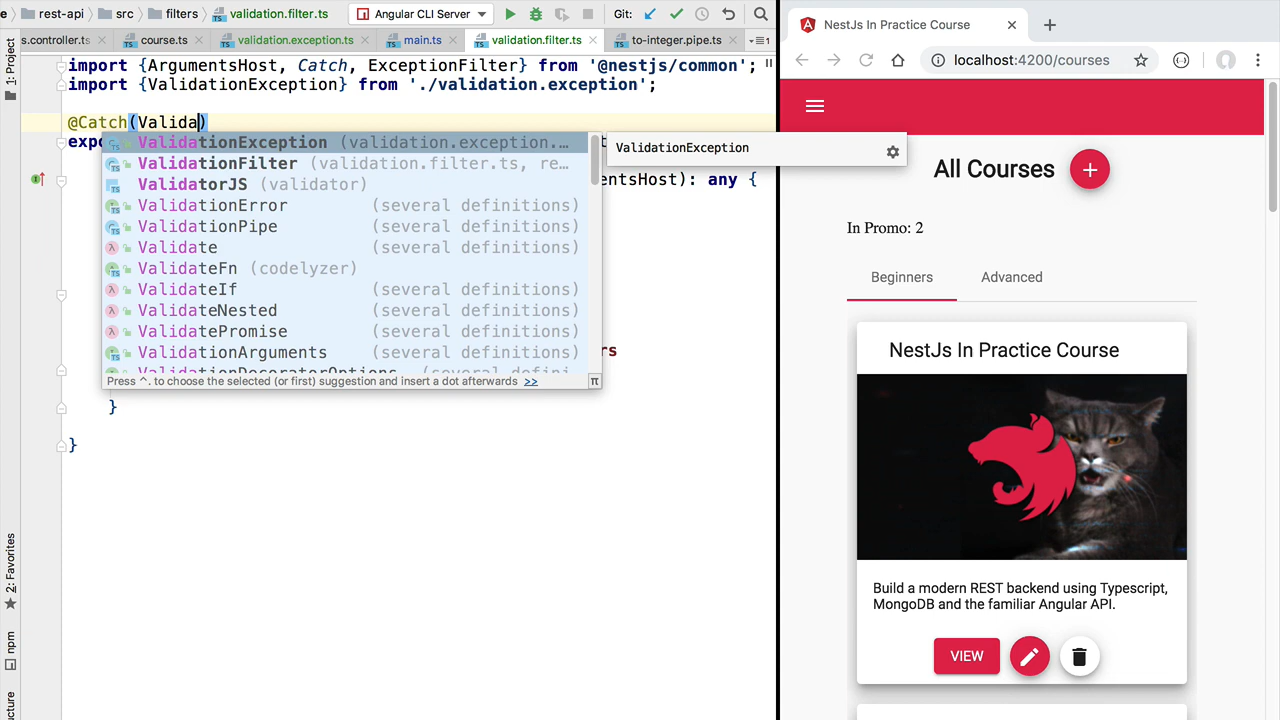 rest-api src filters validation.filter.ts Angular CLI Server Git:
s.controller.ts course.ts validation.exception.ts main.ts validation.filter.ts to-integer.pipe.ts
1: Project
2: Favorites
npm
import {ArgumentsHost, Catch, ExceptionFilter} from '@nestjs/common';
import {ValidationException} from './validation.exception';
@Catch(Valida)
expo
ValidationException (validation.exception.…
ValidationFilter (validation.filter.ts, re…
ValidatorJS (validator)
ValidationError (several definitions)
ValidationPipe (several definitions)
Validate (several definitions)
ValidateFn (codelyzer)
ValidateIf (several definitions)
ValidateNested (several definitions)
ValidatePromise (several definitions)
ValidationArguments (several definitions)
ValidationDecoratorOptions (several defini…
Press ^. to choose the selected (or first) suggestion and insert a dot afterwards >> π
ValidationException
entsHost): any {
rs
}
}
NestJs In Practice Course
localhost:4200/courses
All Courses
In Promo: 2
Beginners Advanced
NestJs In Practice Course
Build a modern REST backend using Typescript,
MongoDB and the familiar Angular API.
VIEW